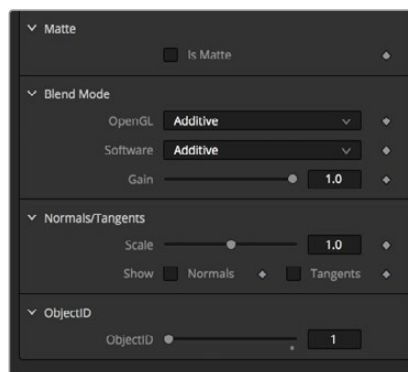 Matte
Is Matte
Blend Mode
OpenGL Additive
Software Additive
Gain 1.0
Normals/Tangents
Scale 1.0
Show Normals Tangents
ObjectID
ObjectID 1